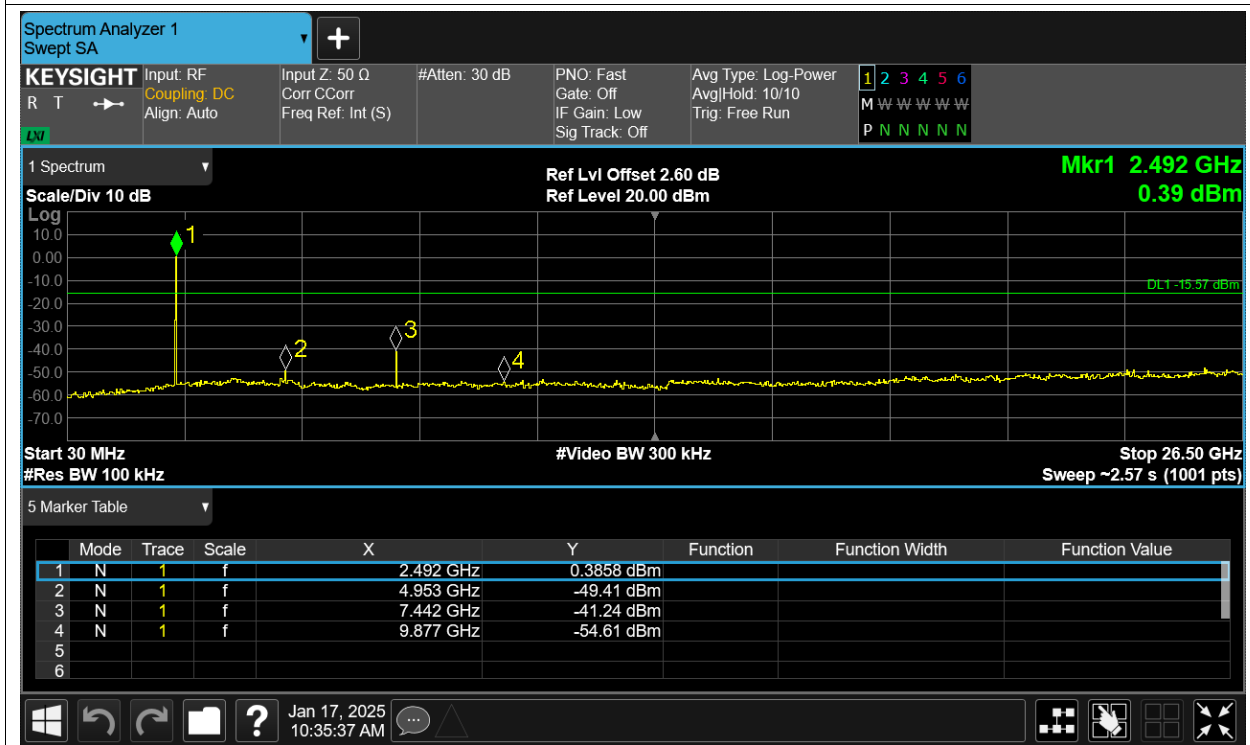 Spectrum Analyzer 1
Swept SA
KEYSIGHT Input: RF Input Z: 50 Ω #Atten: 30 dB PNO: Fast Avg Type: Log-Power 1 2 3 4 5 6
R T Coupling: DC Corr CCorr Gate: Off Avg|Hold: 10/10 M W W W W W
Align: Auto Freq Ref: Int (S) IF Gain: Low Trig: Free Run
LXI Sig Track: Off P N N N N N
1 Spectrum Ref Lvl Offset 2.60 dB Mkr1 2.492 GHz
Scale/Div 10 dB Ref Level 20.00 dBm 0.39 dBm
Log
10.0 1
0.00
-10.0 DL1 -15.57 dBm
-20.0
-30.0 3
-40.0 2
-50.0 4
-60.0
-70.0
Start 30 MHz #Video BW 300 kHz Stop 26.50 GHz
#Res BW 100 kHz Sweep ~2.57 s (1001 pts)
5 Marker Table
Mode Trace Scale X Y Function Function Width Function Value
1 N 1 f 2.492 GHz 0.3858 dBm
2 N 1 f 4.953 GHz -49.41 dBm
3 N 1 f 7.442 GHz -41.24 dBm
4 N 1 f 9.877 GHz -54.61 dBm
5
6
? Jan 17, 2025
10:35:37 AM